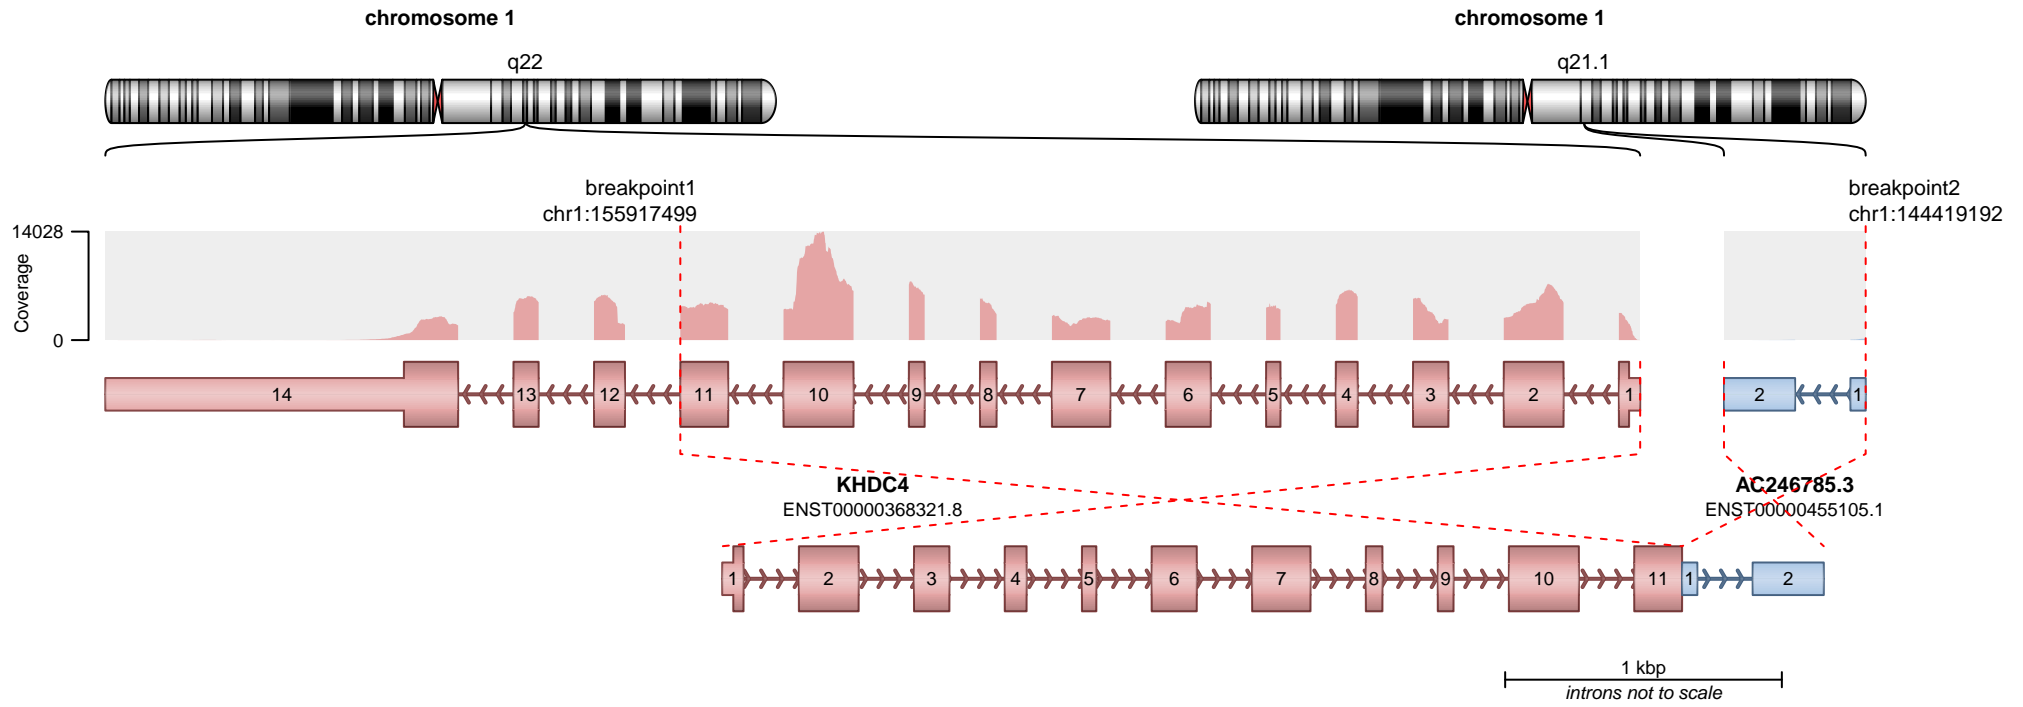 chromosome 1
chromosome 1
q22
q21.1
breakpoint1
chr1:155917499
breakpoint2
chr1:144419192
14028
Coverage
0
14 13 12 11 10 9 8 7 6 5 4 3 2 1
2 1
KHDC4
ENST00000368321.8
AC246785.3
ENST00000455105.1
1 2 3 4 5 6 7 8 9 10 11 1 2
1 kbp
introns not to scale